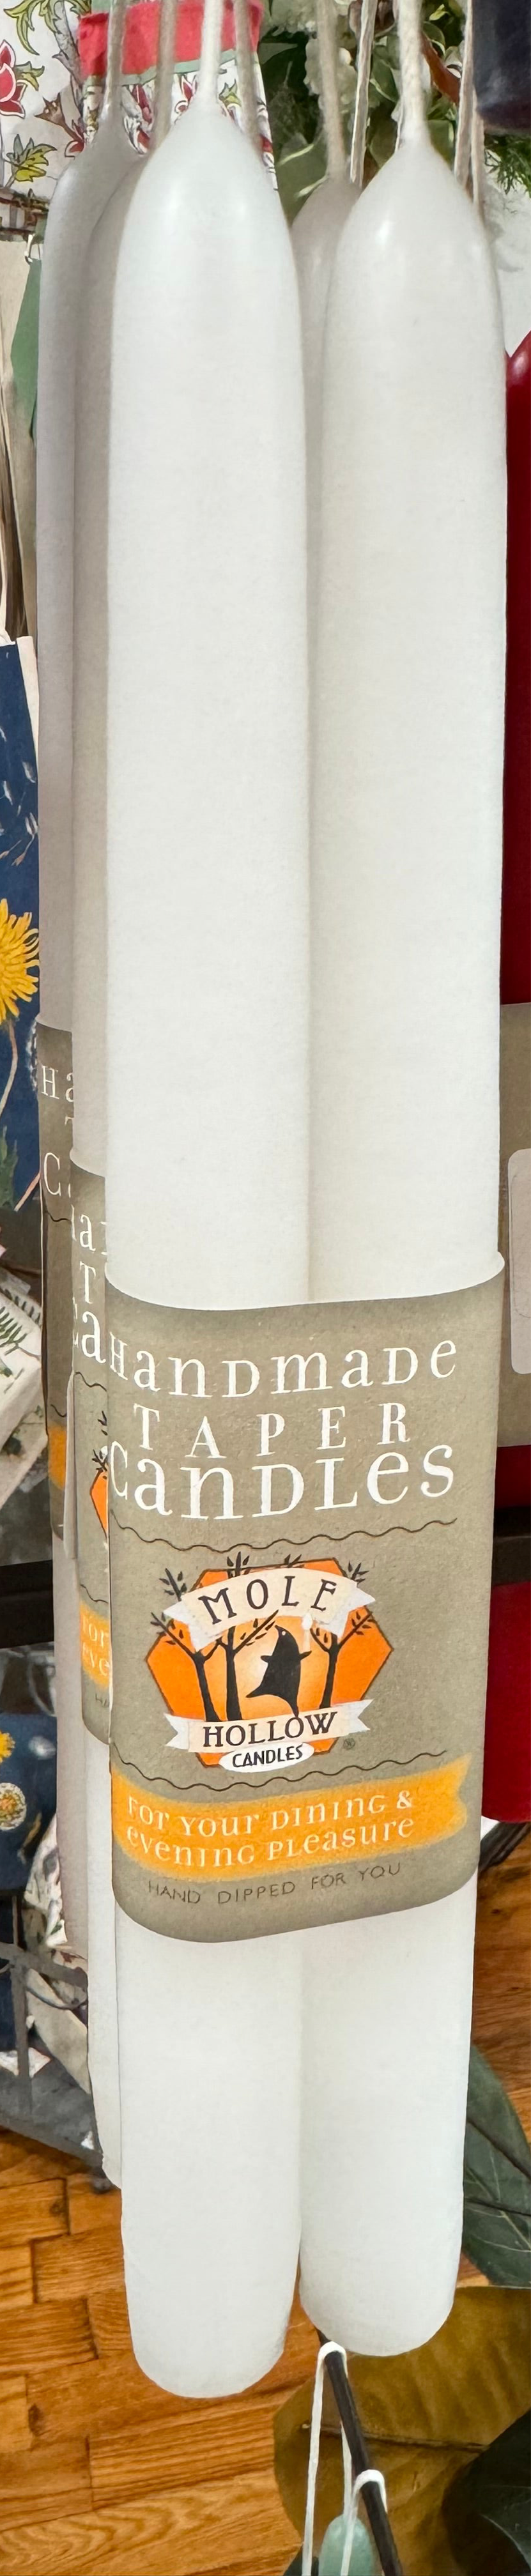 Handmade
TAPER
Candles
MOLE
HOLLOW
CANDLES
®
FOR YOUR DINING &
EVENING PLEASURE
HAND DIPPED FOR YOU